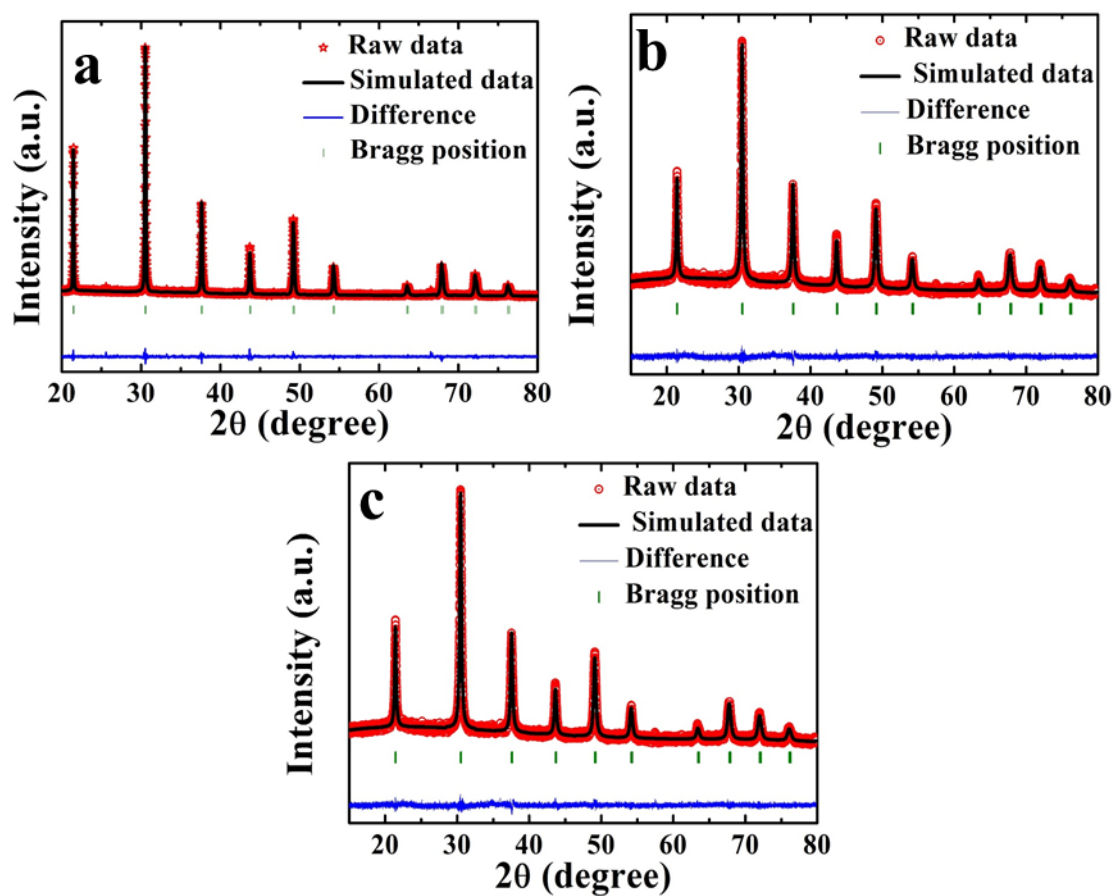 a
Raw data
Simulated data
Difference
Bragg position
Intensity (a.u.)
20 30 40 50 60 70 80
2θ (degree)
b
Raw data
Simulated data
Difference
Bragg position
Intensity (a.u.)
20 30 40 50 60 70 80
2θ (degree)
c
Raw data
Simulated data
Difference
Bragg position
Intensity (a.u.)
20 30 40 50 60 70 80
2θ (degree)